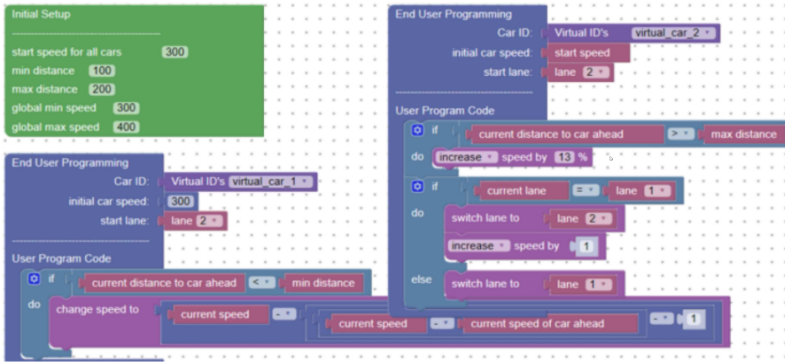 Initial Setup
start speed for all cars 300
min distance 100
max distance 200
global min speed 300
global max speed 400
End User Programming
Car ID: Virtual ID's virtual_car_1
initial car speed: 300
start lane: lane 2
User Program Code
if current distance to car ahead < min distance
do change speed to current speed - current speed - current speed of car ahead - 1
End User Programming
Car ID: Virtual ID's virtual_car_2
initial car speed: start speed
start lane: lane 2
User Program Code
if current distance to car ahead > max distance
do increase speed by 13 %
if current lane = lane 1
do switch lane to lane 2
increase speed by 1
else switch lane to lane 1